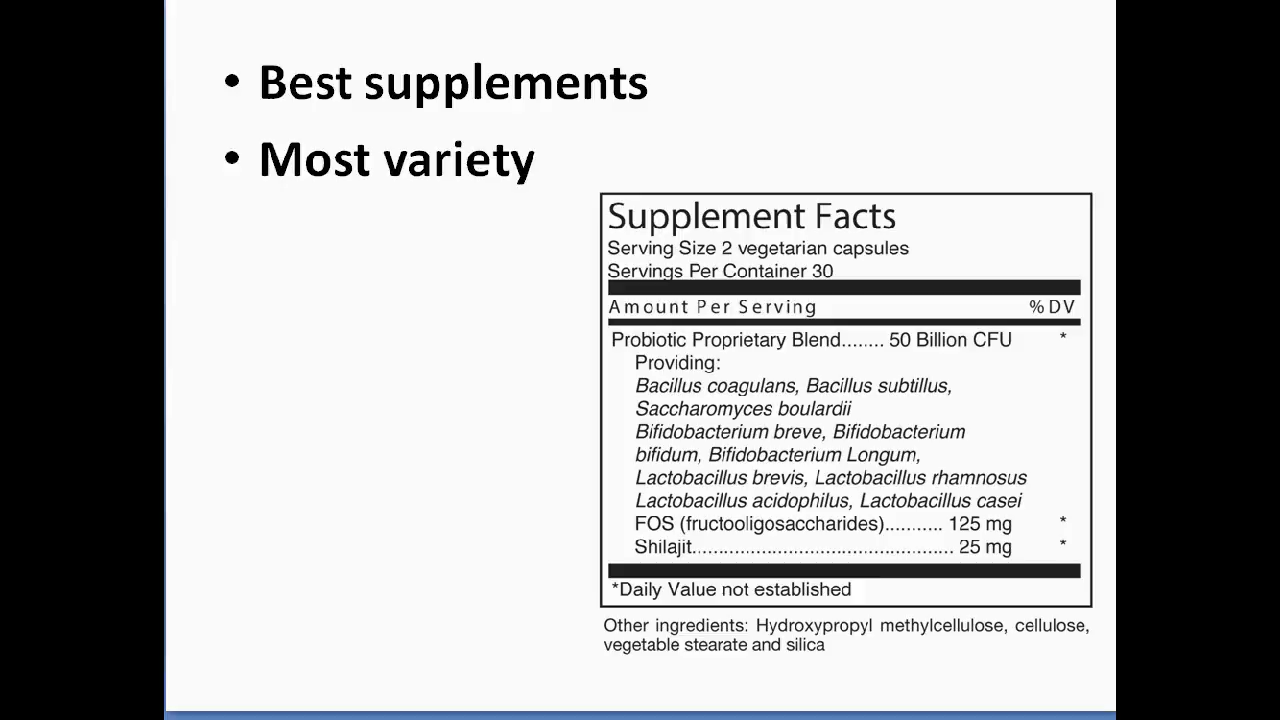 • Best supplements
• Most variety
Supplement Facts
Serving Size 2 vegetarian capsules
Servings Per Container 30
Amount Per Serving %DV
Probiotic Proprietary Blend........ 50 Billion CFU *
Providing:
Bacillus coagulans, Bacillus subtillus,
Saccharomyces boulardii
Bifidobacterium breve, Bifidobacterium
bifidum, Bifidobacterium Longum,
Lactobacillus brevis, Lactobacillus rhamnosus
Lactobacillus acidophilus, Lactobacillus casei
FOS (fructooligosaccharides).......... 125 mg *
Shilajit.............................................. 25 mg *
*Daily Value not established
Other ingredients: Hydroxypropyl methylcellulose, cellulose,
vegetable stearate and silica